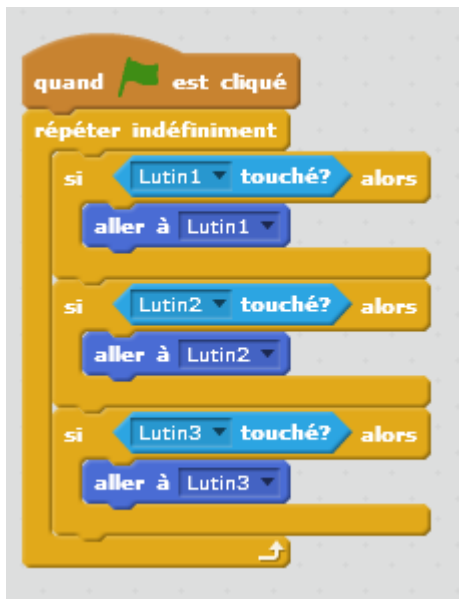 quand est cliqué
répéter indéfiniment
si Lutin1 touché? alors
aller à Lutin1
si Lutin2 touché? alors
aller à Lutin2
si Lutin3 touché? alors
aller à Lutin3